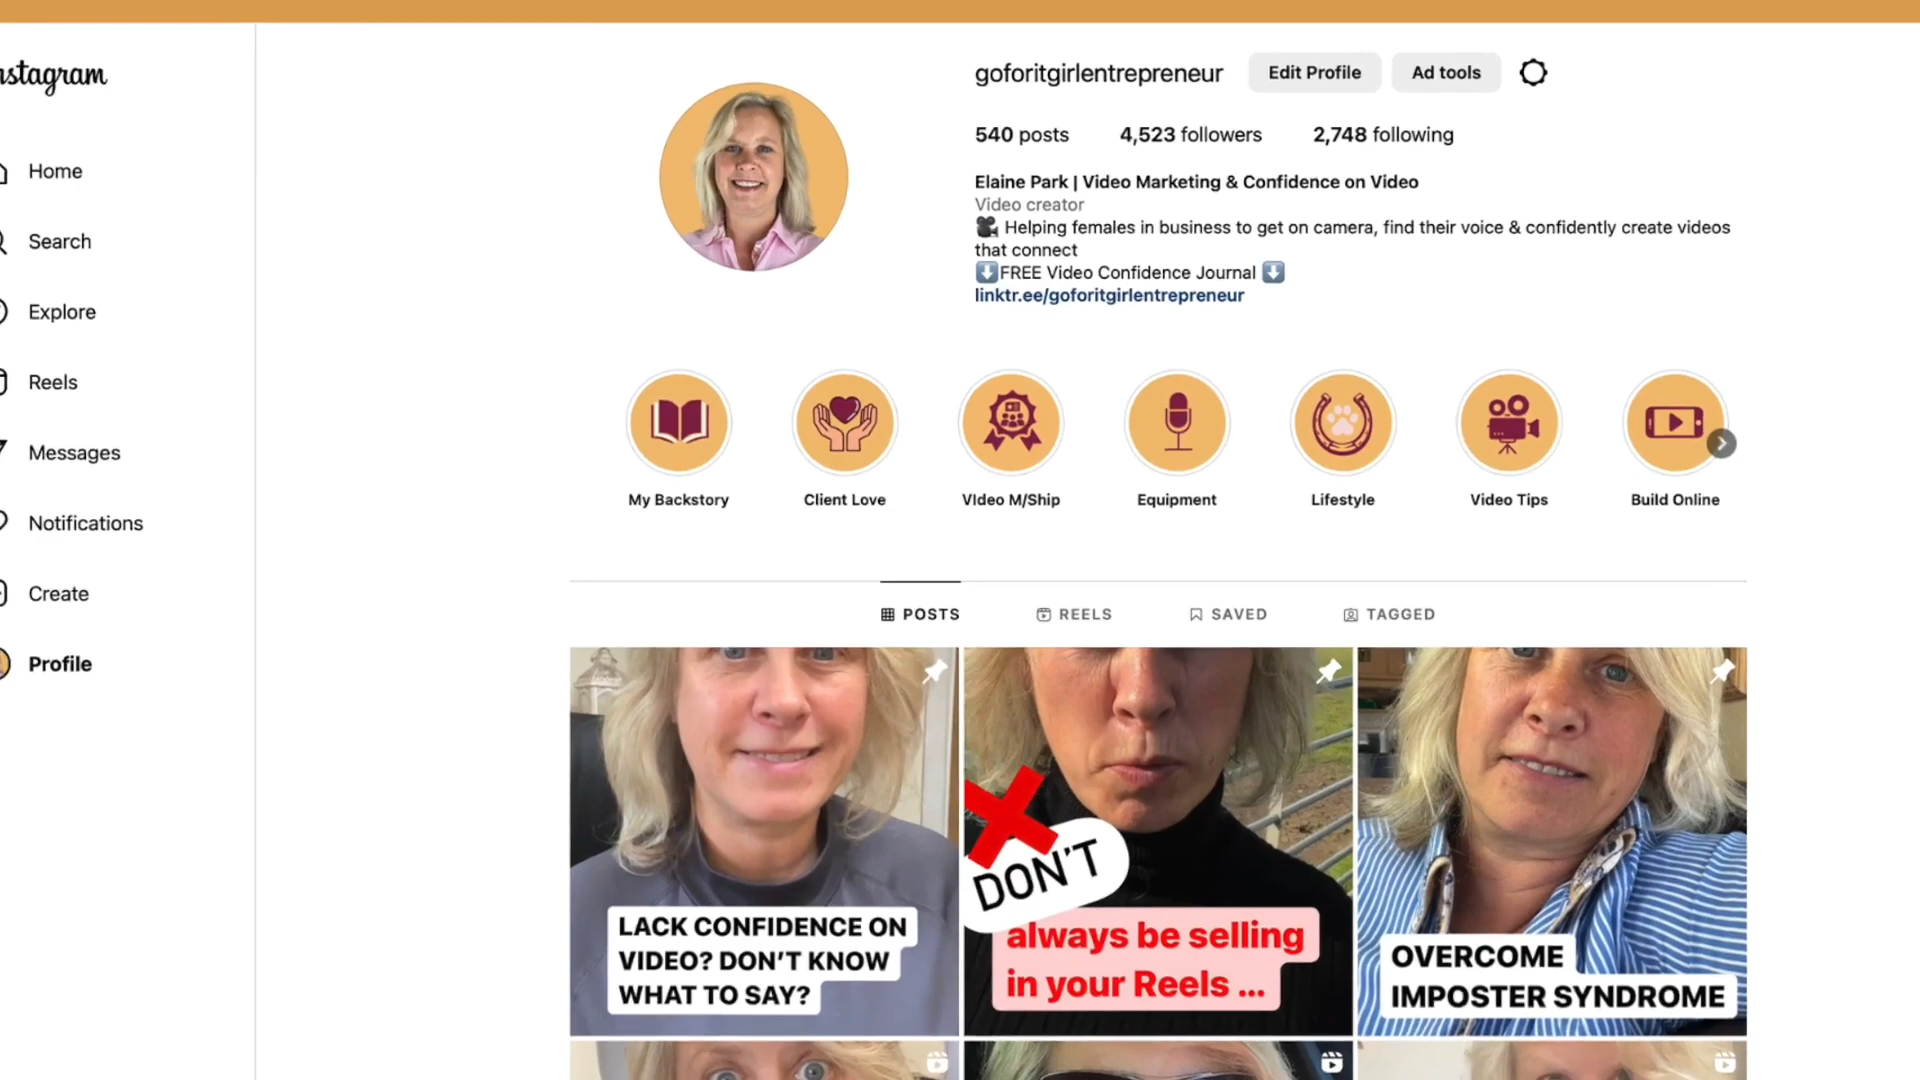 nstagram
Home
Search
Explore
Reels
Messages
Notifications
Create
Profile
goforitgirlentrepreneur
Edit Profile
Ad tools
540 posts
4,523 followers
2,748 following
Elaine Park | Video Marketing & Confidence on Video
Video creator
🎥 Helping females in business to get on camera, find their voice & confidently create videos
that connect
⬇️FREE Video Confidence Journal ⬇️
linktr.ee/goforitgirlentrepreneur
My Backstory
Client Love
VIdeo M/Ship
Equipment
Lifestyle
Video Tips
Build Online
POSTS
REELS
SAVED
TAGGED
LACK CONFIDENCE ON
VIDEO? DON'T KNOW
WHAT TO SAY?
DON'T
always be selling
in your Reels ...
OVERCOME
IMPOSTER SYNDROME